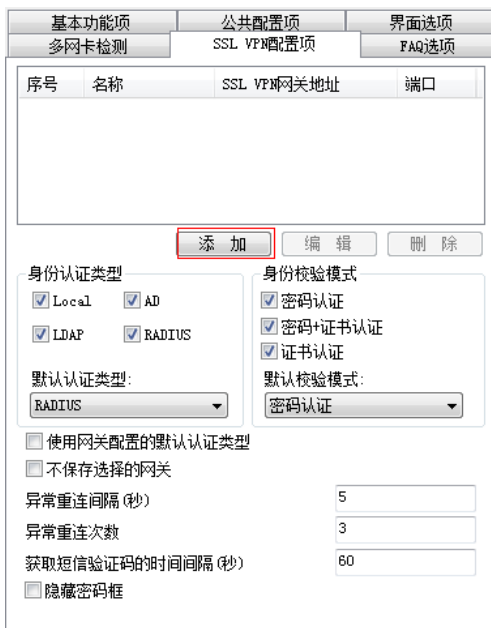 基本功能项 公共配置项 界面选项
多网卡检测 SSL VPN配置项 FAQ选项
序号 名称 SSL VPN网关地址 端口
添 加 编 辑 删 除
身份认证类型 身份校验模式
Local AD 密码认证
密码+证书认证
LDAP RADIUS
证书认证
默认认证类型: 默认校验模式:
RADIUS 密码认证
使用网关配置的默认认证类型
不保存选择的网关
异常重连间隔(秒) 5
异常重连次数 3
获取短信验证码的时间间隔(秒) 60
隐藏密码框